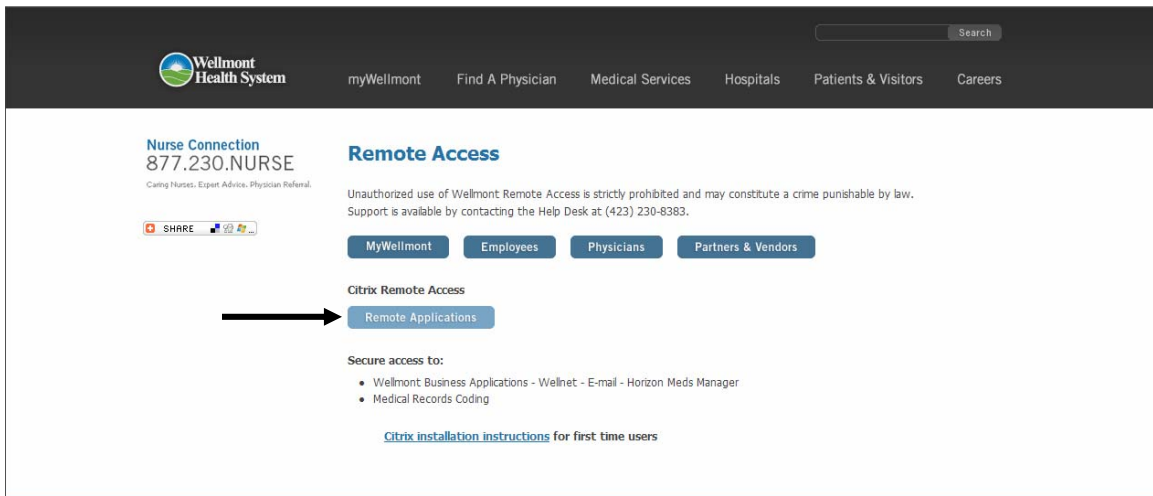 Search
Wellmont
Health System
myWellmont Find A Physician Medical Services Hospitals Patients & Visitors Careers
Nurse Connection
877.230.NURSE
Caring Nurses. Expert Advice. Physician Referral.
SHARE
Remote Access
Unauthorized use of Wellmont Remote Access is strictly prohibited and may constitute a crime punishable by law.
Support is available by contacting the Help Desk at (423) 230-8383.
MyWellmont Employees Physicians Partners & Vendors
Citrix Remote Access
Remote Applications
Secure access to:
• Wellmont Business Applications - Wellnet - E-mail - Horizon Meds Manager
• Medical Records Coding
Citrix installation instructions for first time users